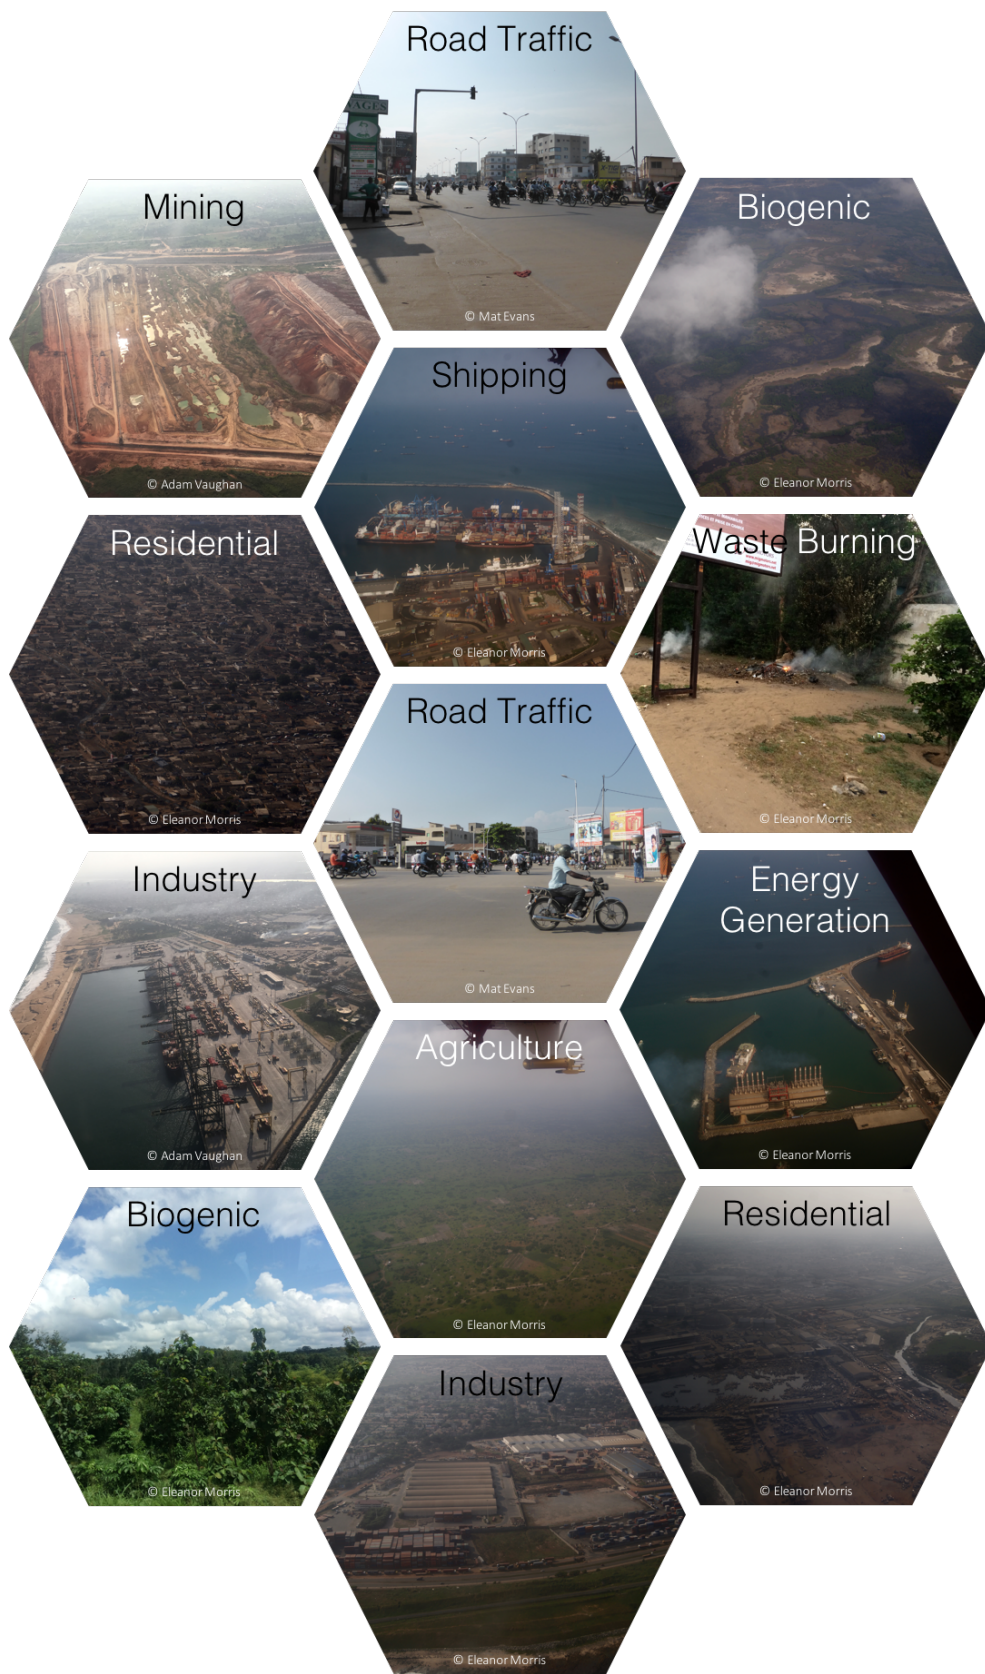 Road Traffic
© Mat Evans
Mining
© Adam Vaughan
Biogenic
© Eleanor Morris
Shipping
© Eleanor Morris
Residential
© Eleanor Morris
Waste Burning
© Eleanor Morris
Road Traffic
© Mat Evans
Industry
© Adam Vaughan
Energy
Generation
© Eleanor Morris
Agriculture
© Eleanor Morris
Biogenic
© Eleanor Morris
Residential
© Eleanor Morris
Industry
© Eleanor Morris